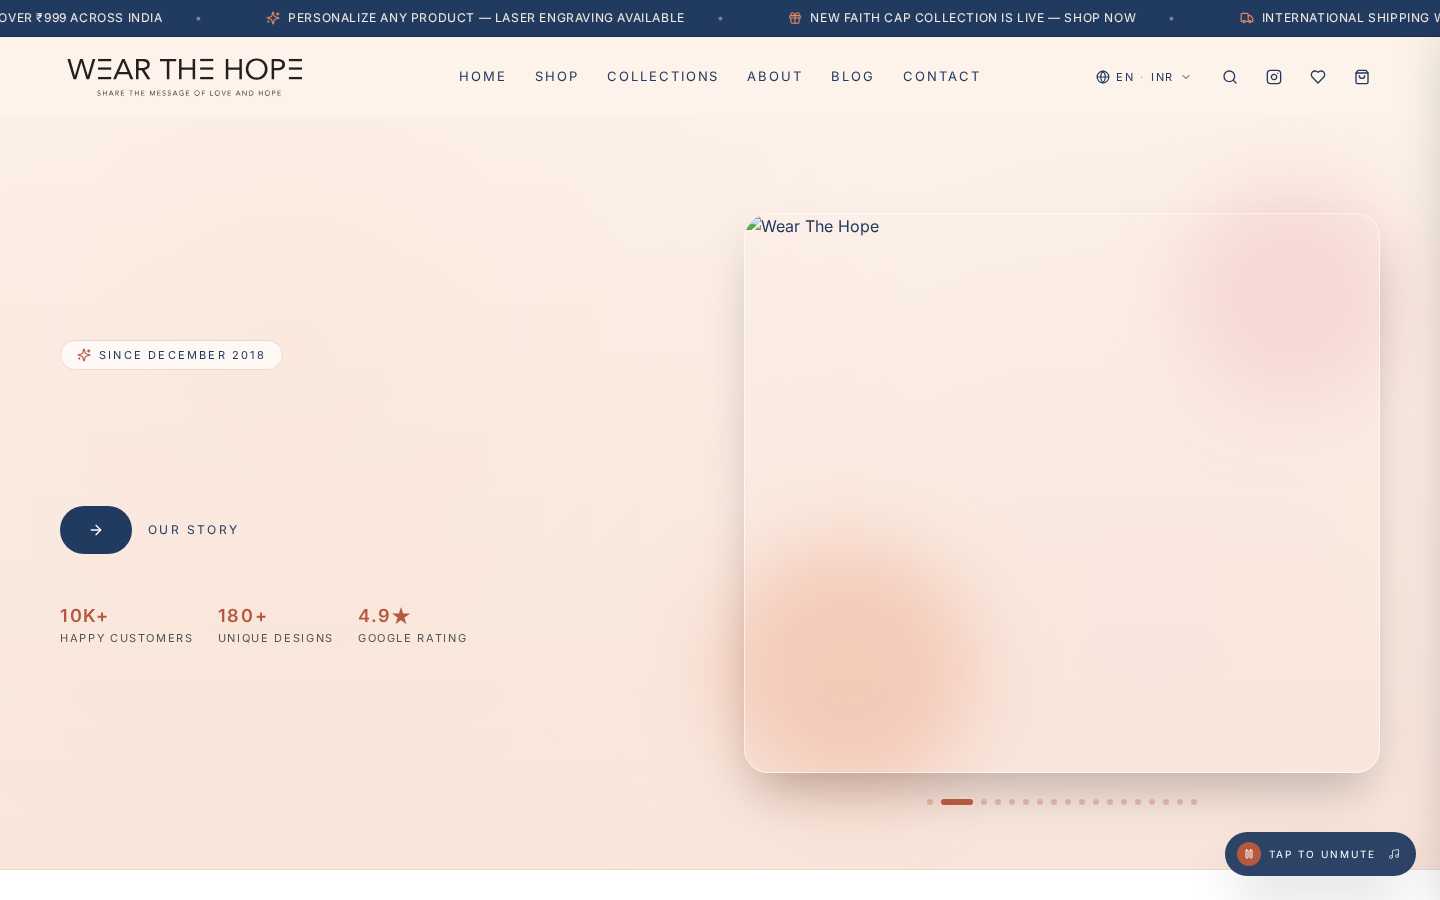 OVER ₹999 ACROSS INDIA • PERSONALIZE ANY PRODUCT — LASER ENGRAVING AVAILABLE • NEW FAITH CAP COLLECTION IS LIVE — SHOP NOW • INTERNATIONAL SHIPPING
WEAR THE HOPE
SHARE THE MESSAGE OF LOVE AND HOPE
HOME SHOP COLLECTIONS ABOUT BLOG CONTACT
EN · INR
Wear The Hope
SINCE DECEMBER 2018
OUR STORY
10K+ 180+ 4.9★
HAPPY CUSTOMERS UNIQUE DESIGNS GOOGLE RATING
TAP TO UNMUTE